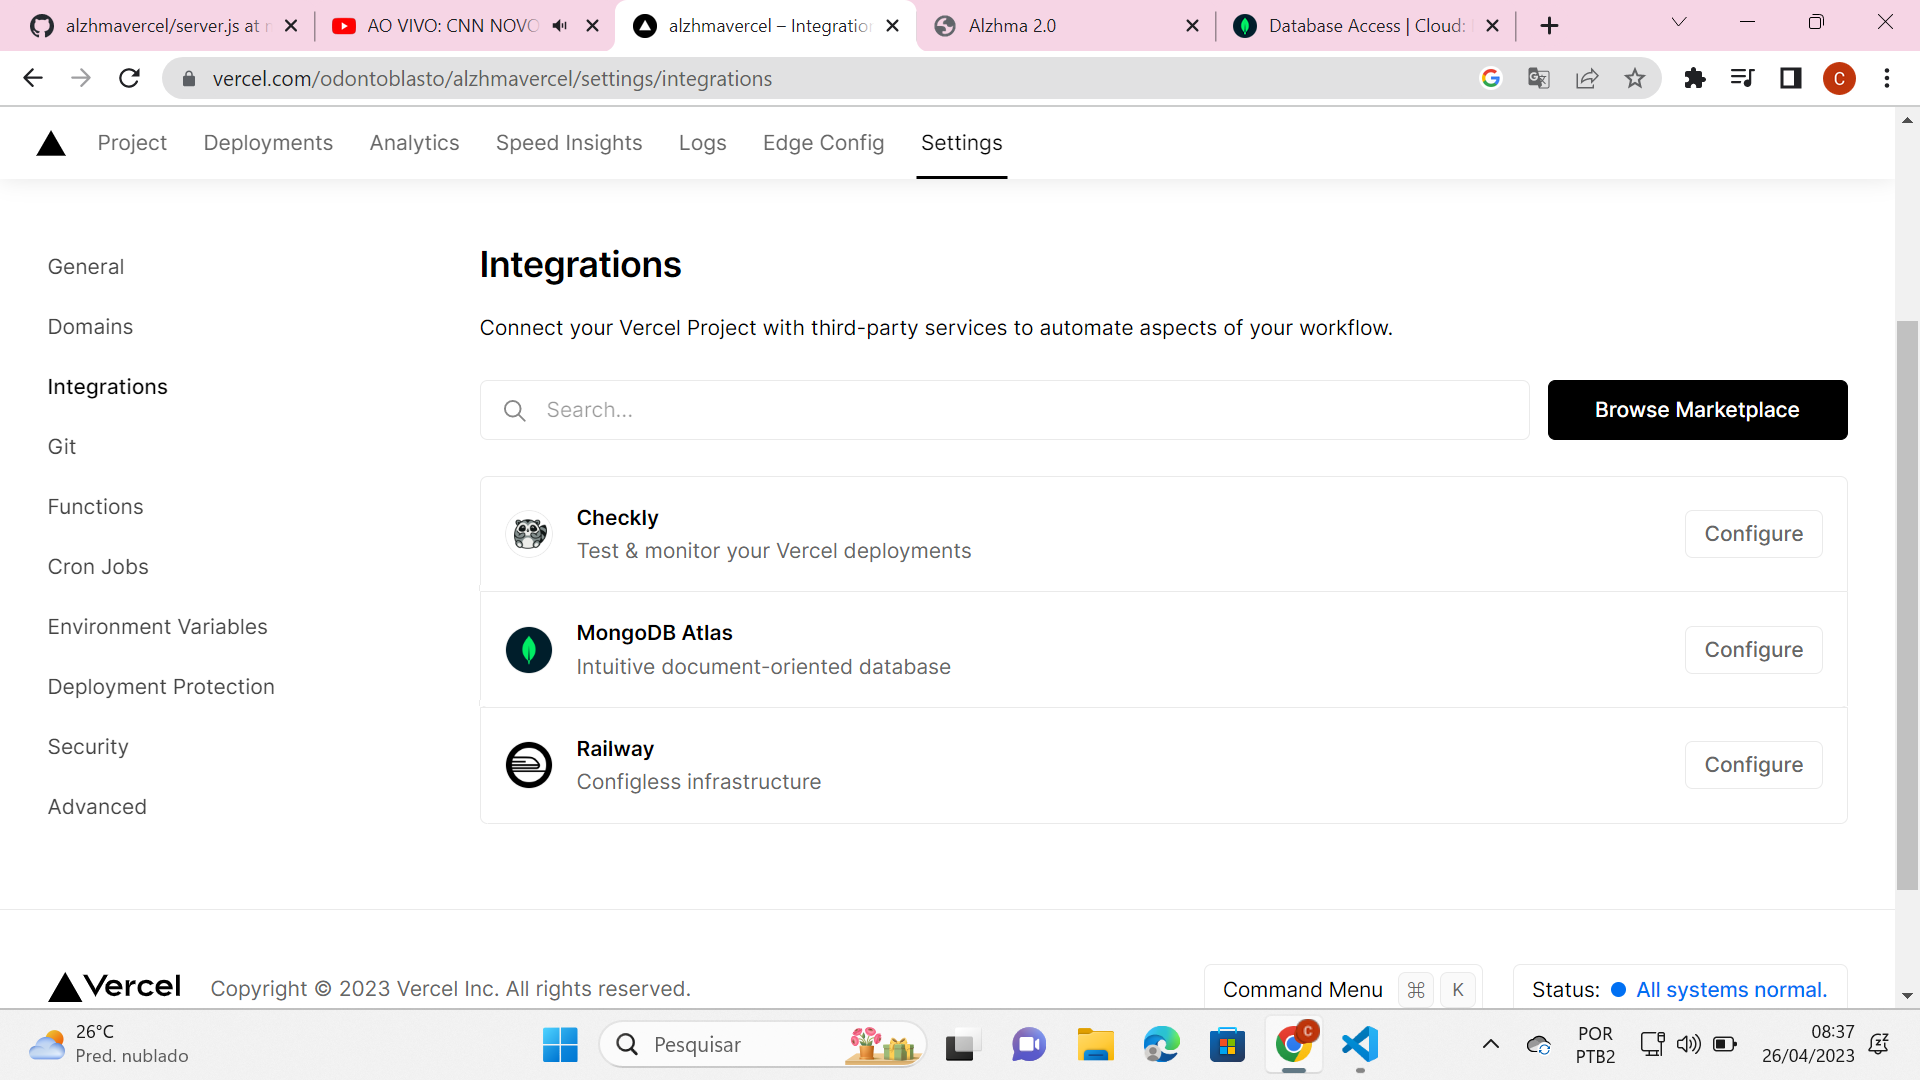 alzhmavercel/server.js at m
AO VIVO: CNN NOVO
alzhmavercel – Integration
Alzhma 2.0
Database Access | Cloud:
vercel.com/odontoblasto/alzhmavercel/settings/integrations
C
Project
Deployments
Analytics
Speed Insights
Logs
Edge Config
Settings
General
Domains
Integrations
Git
Functions
Cron Jobs
Environment Variables
Deployment Protection
Security
Advanced
Integrations
Connect your Vercel Project with third-party services to automate aspects of your workflow.
Search...
Browse Marketplace
Checkly
Test & monitor your Vercel deployments
Configure
MongoDB Atlas
Intuitive document-oriented database
Configure
Railway
Configless infrastructure
Configure
Vercel
Copyright © 2023 Vercel Inc. All rights reserved.
Command Menu ⌘ K
Status: All systems normal.
26°C
Pred. nublado
Pesquisar
C
POR
PTB2
08:37
26/04/2023